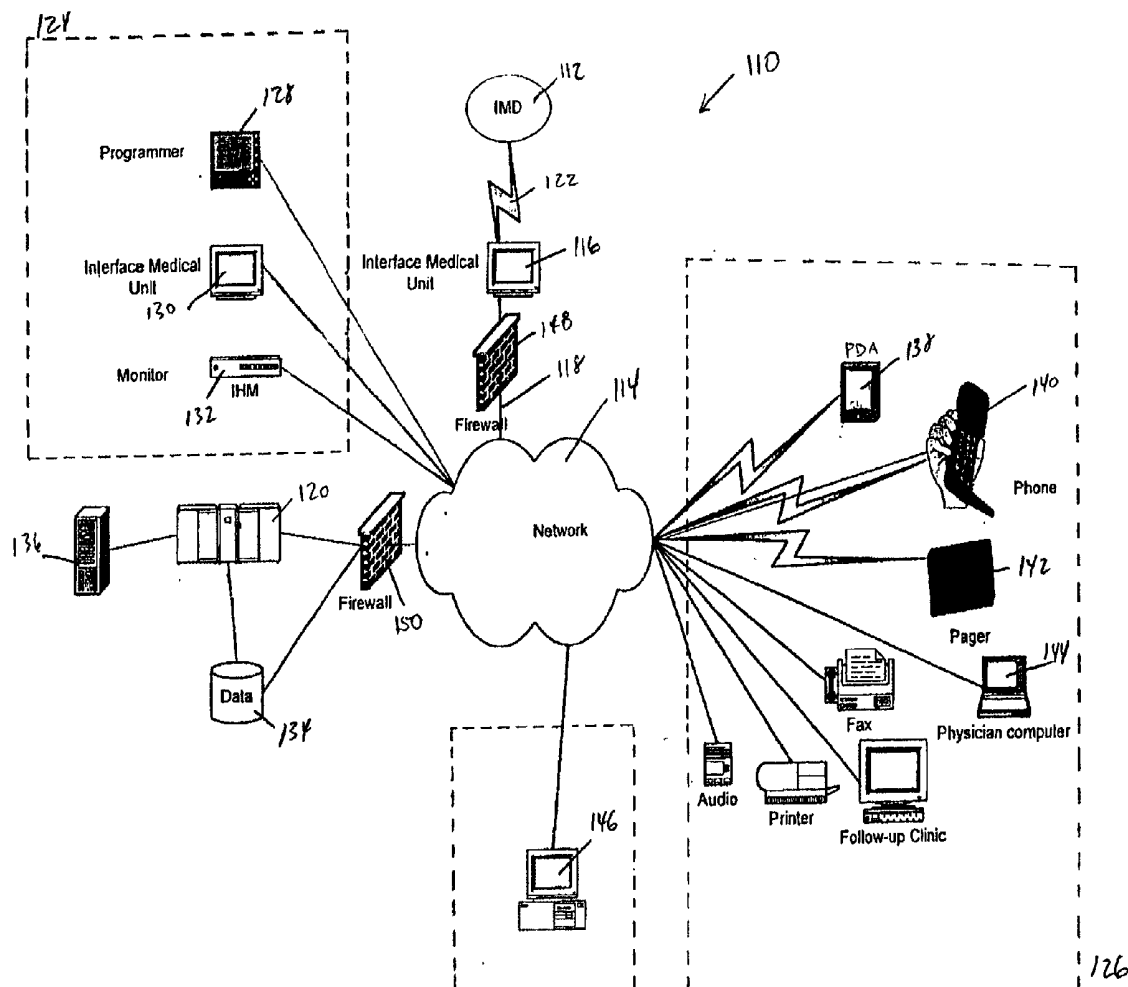 124
110
112
IMD
128
Programmer
122
116
Interface Medical
Unit
130
Interface Medical
Unit
148
118
Firewall
114
Monitor
132
IHM
PDA
138
140
Phone
120
136
Network
Firewall
150
142
Pager
Data
134
144
Fax
Physician computer
Audio
Printer
Follow-up Clinic
146
126